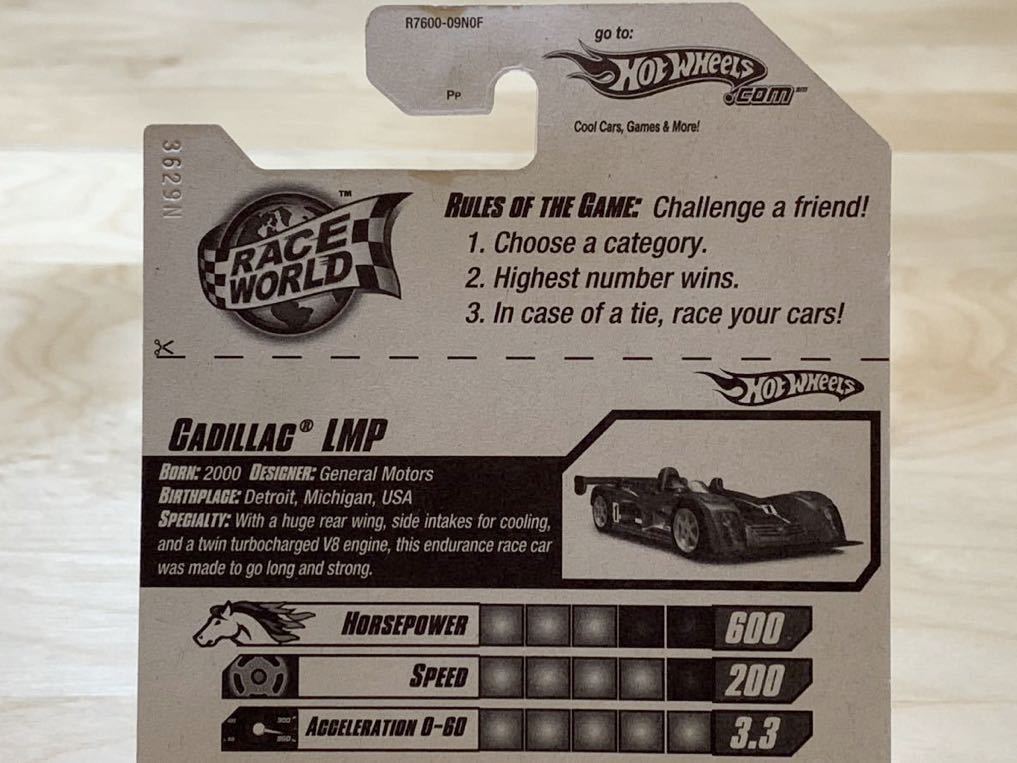 R7600-09N0F
go to:
HOT WHEELS
.COM℠
PP
Cool Cars, Games & More!
3629N
RACE WORLD™
RULES OF THE GAME: Challenge a friend!
1. Choose a category.
2. Highest number wins.
3. In case of a tie, race your cars!
HOT WHEELS
CADILLAC® LMP
BORN: 2000 DESIGNER: General Motors
BIRTHPLACE: Detroit, Michigan, USA
SPECIALTY: With a huge rear wing, side intakes for cooling,
and a twin turbocharged V8 engine, this endurance race car
was made to go long and strong.
HORSEPOWER 600
SPEED 200
ACCELERATION 0-60 3.3